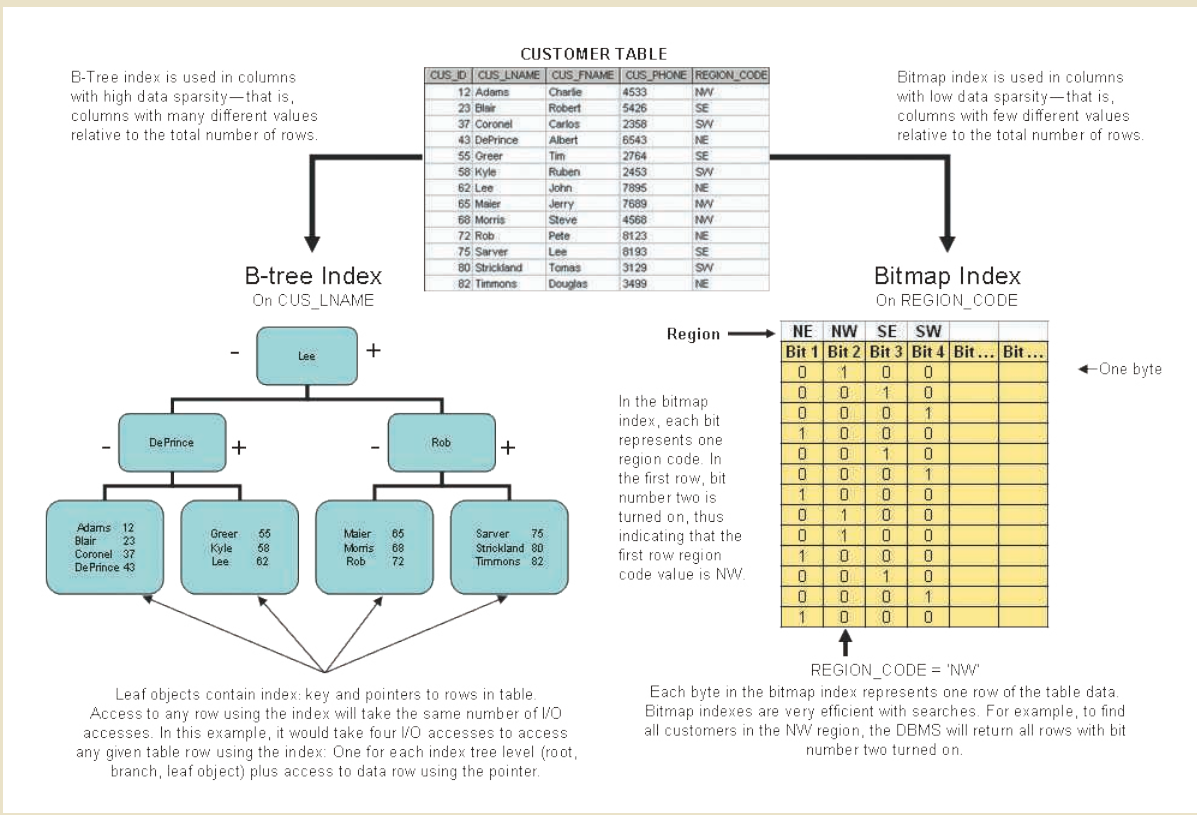 CUSTOMER TABLE
B-Tree index is used in columns
with high data sparsity—that is,
columns with many different values
relative to the total number of rows.
CUS_ID CUS_LNAME CUS_FNAME CUS_PHONE REGION_CODE
12 Adams Charlie 4533 NW
23 Blair Robert 5426 SE
37 Coronel Carlos 2358 SW
43 DePrince Albert 6543 NE
55 Greer Tim 2764 SE
58 Kyle Ruben 2453 SW
62 Lee John 7895 NE
65 Maier Jerry 7689 NW
68 Morris Steve 4568 NW
72 Rob Pete 8123 NE
75 Sarver Lee 8193 SE
80 Strickland Tomas 3129 SW
82 Timmons Douglas 3499 NE
Bitmap index is used in columns
with low data sparsity—that is,
columns with few different values
relative to the total number of rows.
B-tree Index
On CUS_LNAME
- Lee +
- DePrince +
- Rob +
Adams 12
Blair 23
Coronel 37
DePrince 43
Greer 55
Kyle 58
Lee 62
Maier 65
Morris 68
Rob 72
Sarver 75
Strickland 80
Timmons 82
Leaf objects contain index: key and pointers to rows in table.
Access to any row using the index will take the same number of I/O
accesses. In this example, it would take four I/O accesses to access
any given table row using the index: One for each index tree level (root,
branch, leaf object) plus access to data row using the pointer.
Bitmap Index
On REGION_CODE
Region
NE NW SE SW
Bit 1 Bit 2 Bit 3 Bit 4 Bit... Bit...
0 1 0 0
0 0 1 0
0 0 0 1
1 0 0 0
0 0 1 0
0 0 0 1
1 0 0 0
0 1 0 0
0 1 0 0
1 0 0 0
0 0 1 0
0 0 0 1
1 0 0 0
One byte
In the bitmap
index, each bit
represents one
region code. In
the first row, bit
number two is
turned on, thus
indicating that the
first row region
code value is NW.
REGION_CODE = 'NW'
Each byte in the bitmap index represents one row of the table data.
Bitmap indexes are very efficient with searches. For example, to find
all customers in the NW region, the DBMS will return all rows with bit
number two turned on.